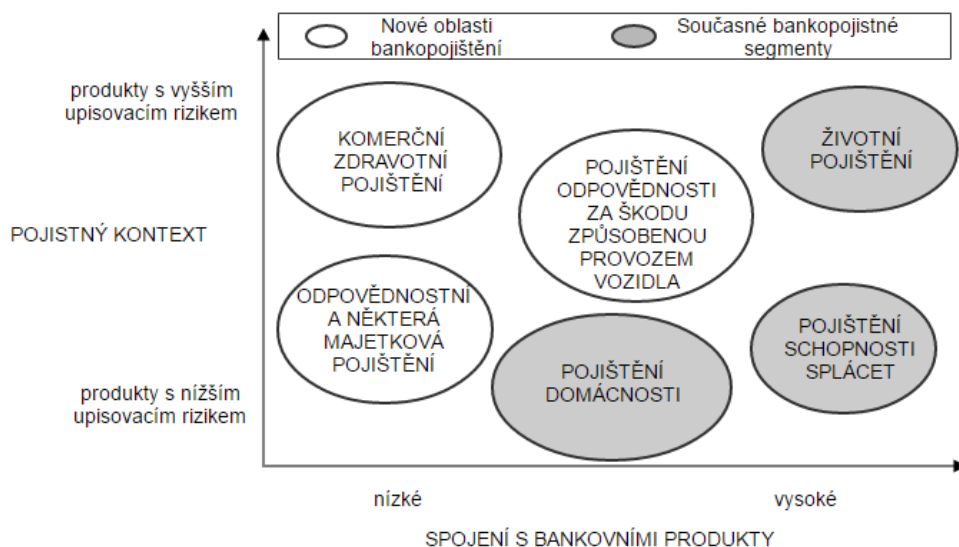 Nové oblasti
bankopojištění
Současné bankopojistné
segmenty
produkty s vyšším
upisovacím rizikem
KOMERČNÍ
ZDRAVOTNÍ
POJIŠTĚNÍ
POJIŠTĚNÍ
ODPOVĚDNOSTI
ZA ŠKODU
ZPŮSOBENOU
PROVOZEM
VOZIDLA
ŽIVOTNÍ
POJIŠTĚNÍ
POJISTNÝ KONTEXT
ODPOVĚDNOSTNÍ
A NĚKTERÁ
MAJETKOVÁ
POJIŠTĚNÍ
POJIŠTĚNÍ
DOMÁCNOSTI
POJIŠTĚNÍ
SCHOPNOSTI
SPLÁCET
produkty s nížším
upisovacím rizikem
nízké
vysoké
SPOJENÍ S BANKOVNÍMI PRODUKTY